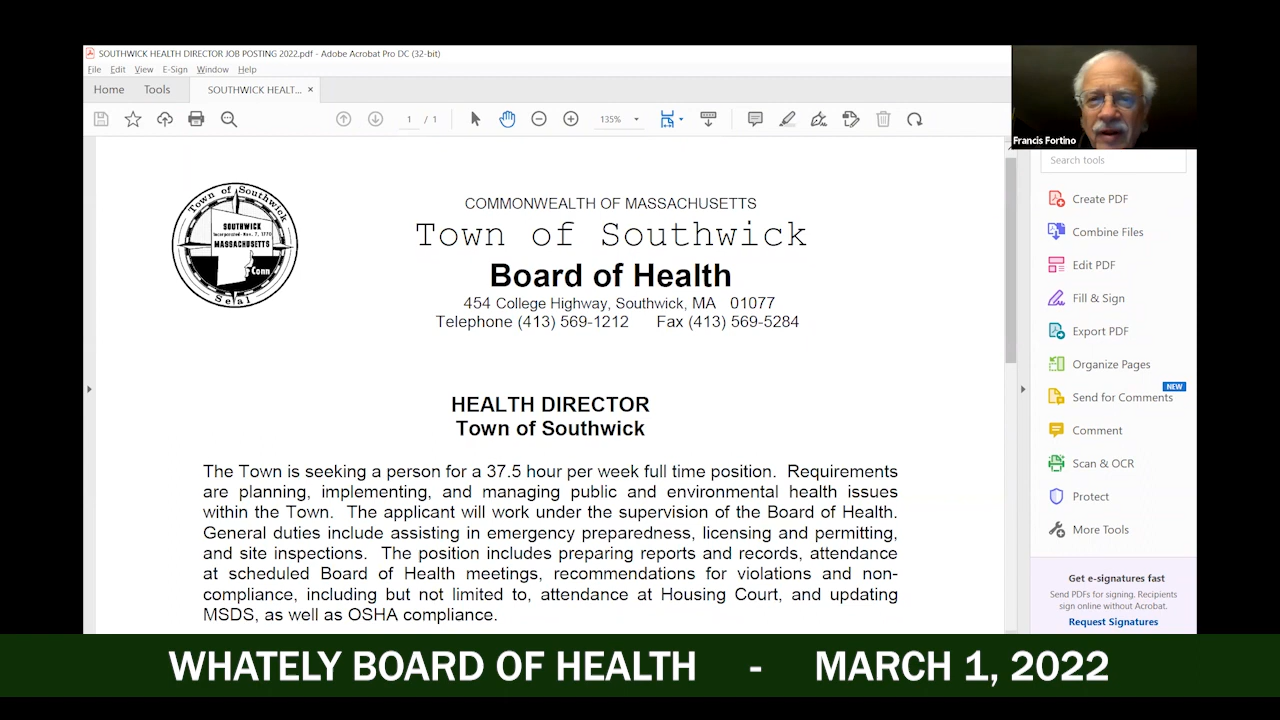 SOUTHWICK HEALTH DIRECTOR JOB POSTING 2022.pdf - Adobe Acrobat Pro DC (32-bit)
File Edit View E-Sign Window Help
Home Tools SOUTHWICK HEALT... ×
1 / 1 135%
Francis Fortino
Town of Southwick
SOUTHWICK
Incorporated - Nov. 7, 1770
MASSACHUSETTS
Conn
Seal
COMMONWEALTH OF MASSACHUSETTS
Town of Southwick
Board of Health
454 College Highway, Southwick, MA 01077
Telephone (413) 569-1212 Fax (413) 569-5284
HEALTH DIRECTOR
Town of Southwick
The Town is seeking a person for a 37.5 hour per week full time position. Requirements
are planning, implementing, and managing public and environmental health issues
within the Town. The applicant will work under the supervision of the Board of Health.
General duties include assisting in emergency preparedness, licensing and permitting,
and site inspections. The position includes preparing reports and records, attendance
at scheduled Board of Health meetings, recommendations for violations and non-
compliance, including but not limited to, attendance at Housing Court, and updating
MSDS, as well as OSHA compliance.
Search tools
Create PDF
Combine Files
Edit PDF
Fill & Sign
Export PDF
Organize Pages
NEW
Send for Comments
Comment
Scan & OCR
Protect
More Tools
Get e-signatures fast
Send PDFs for signing. Recipients
sign online without Acrobat.
Request Signatures
WHATELY BOARD OF HEALTH - MARCH 1, 2022